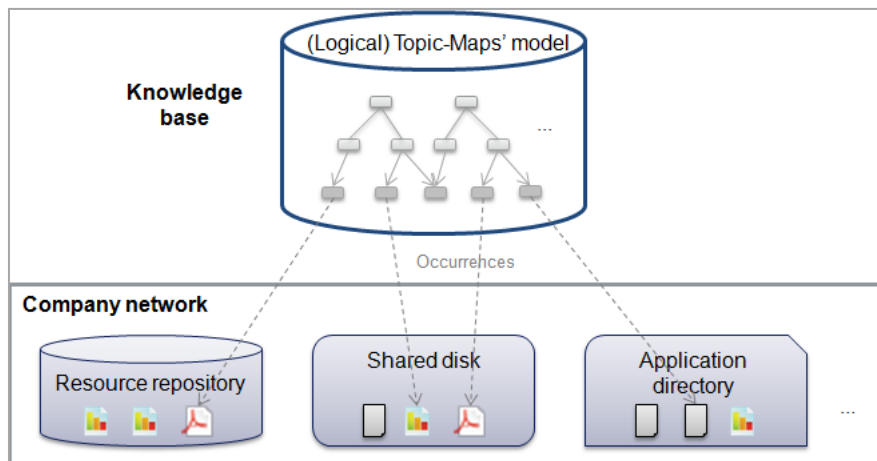 (Logical) Topic-Maps' model
Knowledge
base
...
Occurrences
Company network
Resource repository
Shared disk
Application
directory
...